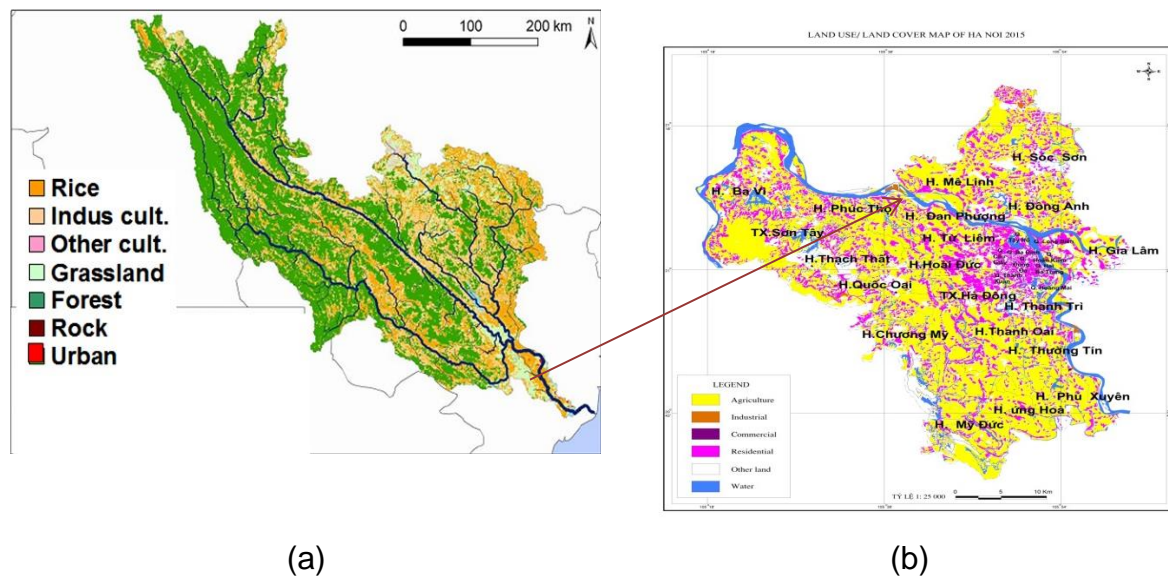 0 100 200 km
N
Rice
Indus cult.
Other cult.
Grassland
Forest
Rock
Urban
(a)
LAND USE/ LAND COVER MAP OF HA NOI 2015
H. Sóc Sơn
H. Mê Linh
H. Ba Vì
H. Đông Anh
H. Phúc Thọ
H. Đan Phượng
TX.Sơn Tây
H. Từ Liêm
H. Gia Lâm
H.Thạch Thất
H.Hoài Đức
H.Quốc Oai
TX.Hà Đông
H. Thanh Trì
H.Chương Mỹ
H.Thanh Oai
H. Thường Tín
H. Phú Xuyên
H.ứng Hoà
H. Mỹ Đức
LEGEND
Agriculture
Industrial
Commercial
Residential
Other land
Water
TỶ LỆ 1: 25 000
0 5 10 Km
(b)